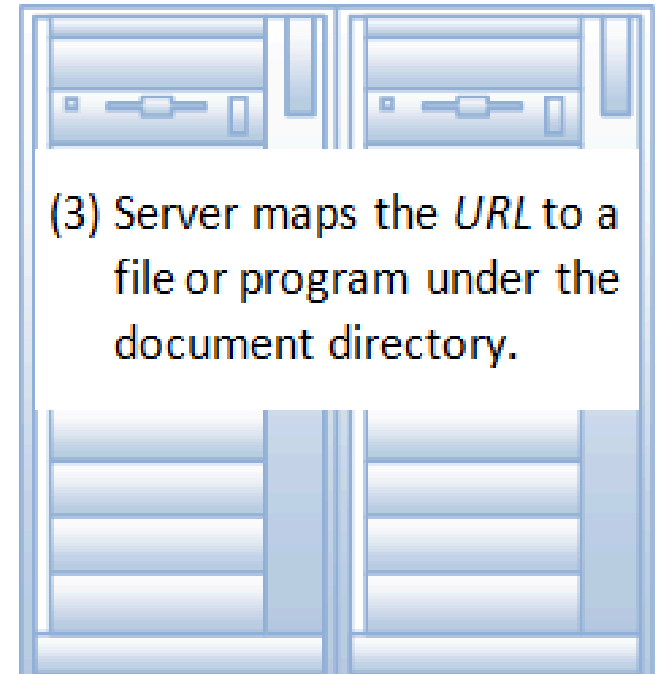 (3) Server maps the URL to a
file or program under the
document directory.